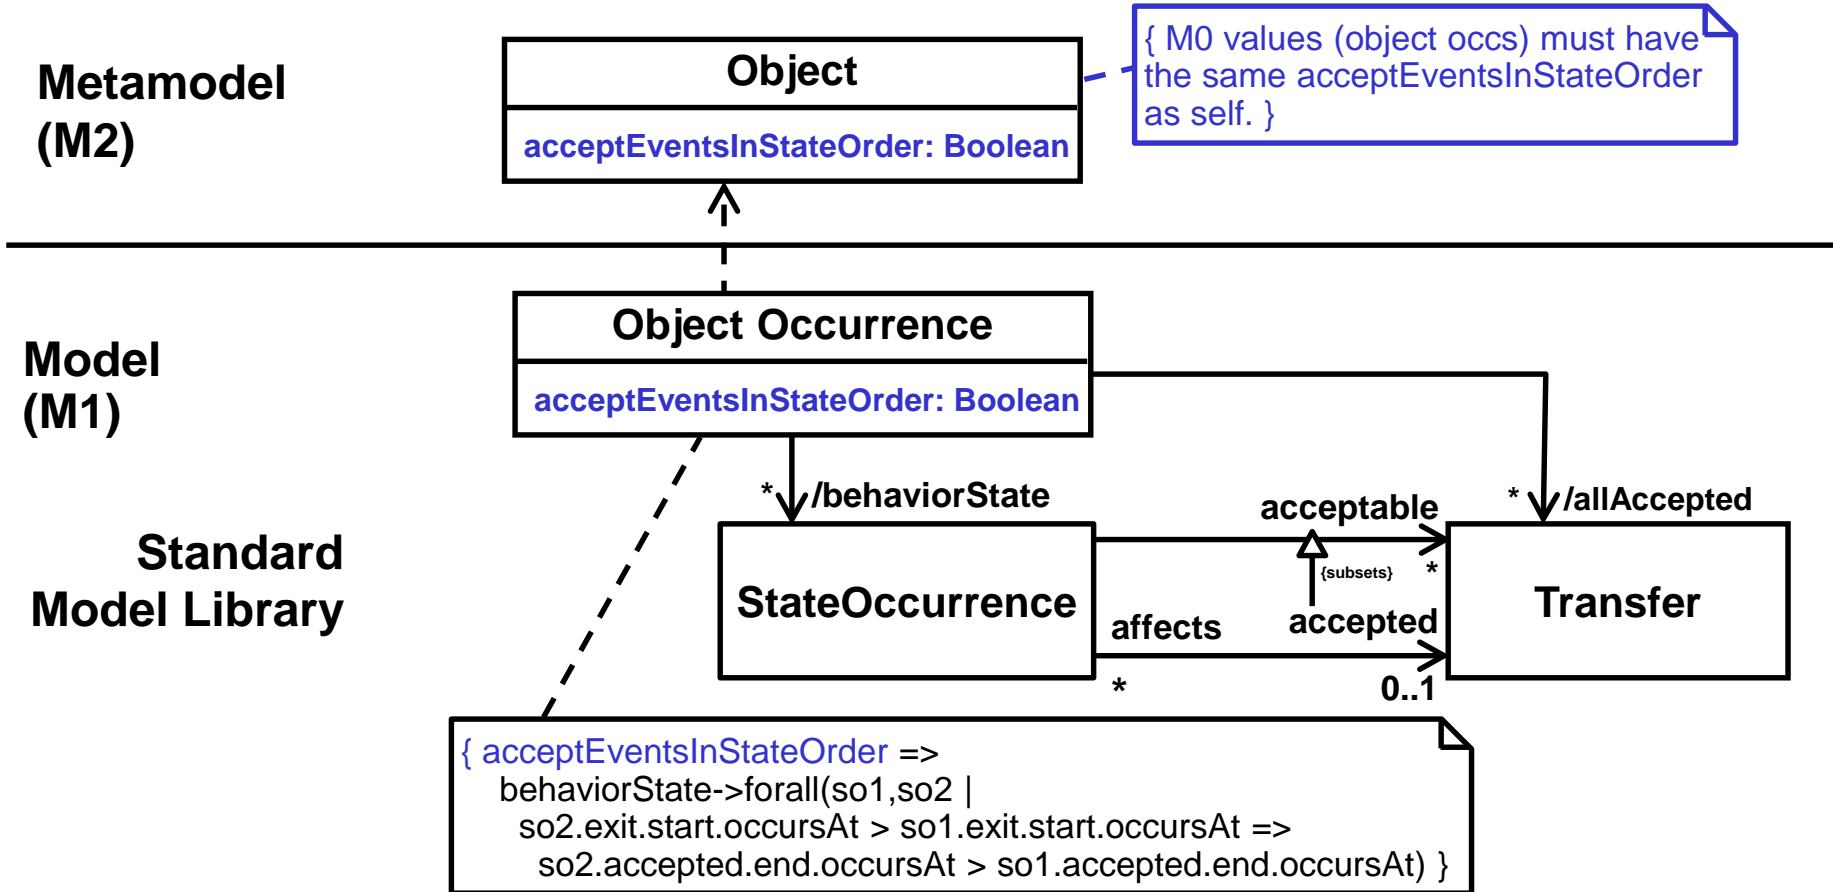 Metamodel
(M2)
Object
acceptEventsInStateOrder: Boolean
{ M0 values (object occs) must have
the same acceptEventsInStateOrder
as self. }
Model
(M1)
Object Occurrence
acceptEventsInStateOrder: Boolean
* /behaviorState
acceptable
* /allAccepted
Standard
Model Library
StateOccurrence
{subsets}
*
affects
accepted
*
0..1
Transfer
{ acceptEventsInStateOrder =>
behaviorState->forall(so1,so2 |
so2.exit.start.occursAt > so1.exit.start.occursAt =>
so2.accepted.end.occursAt > so1.accepted.end.occursAt) }